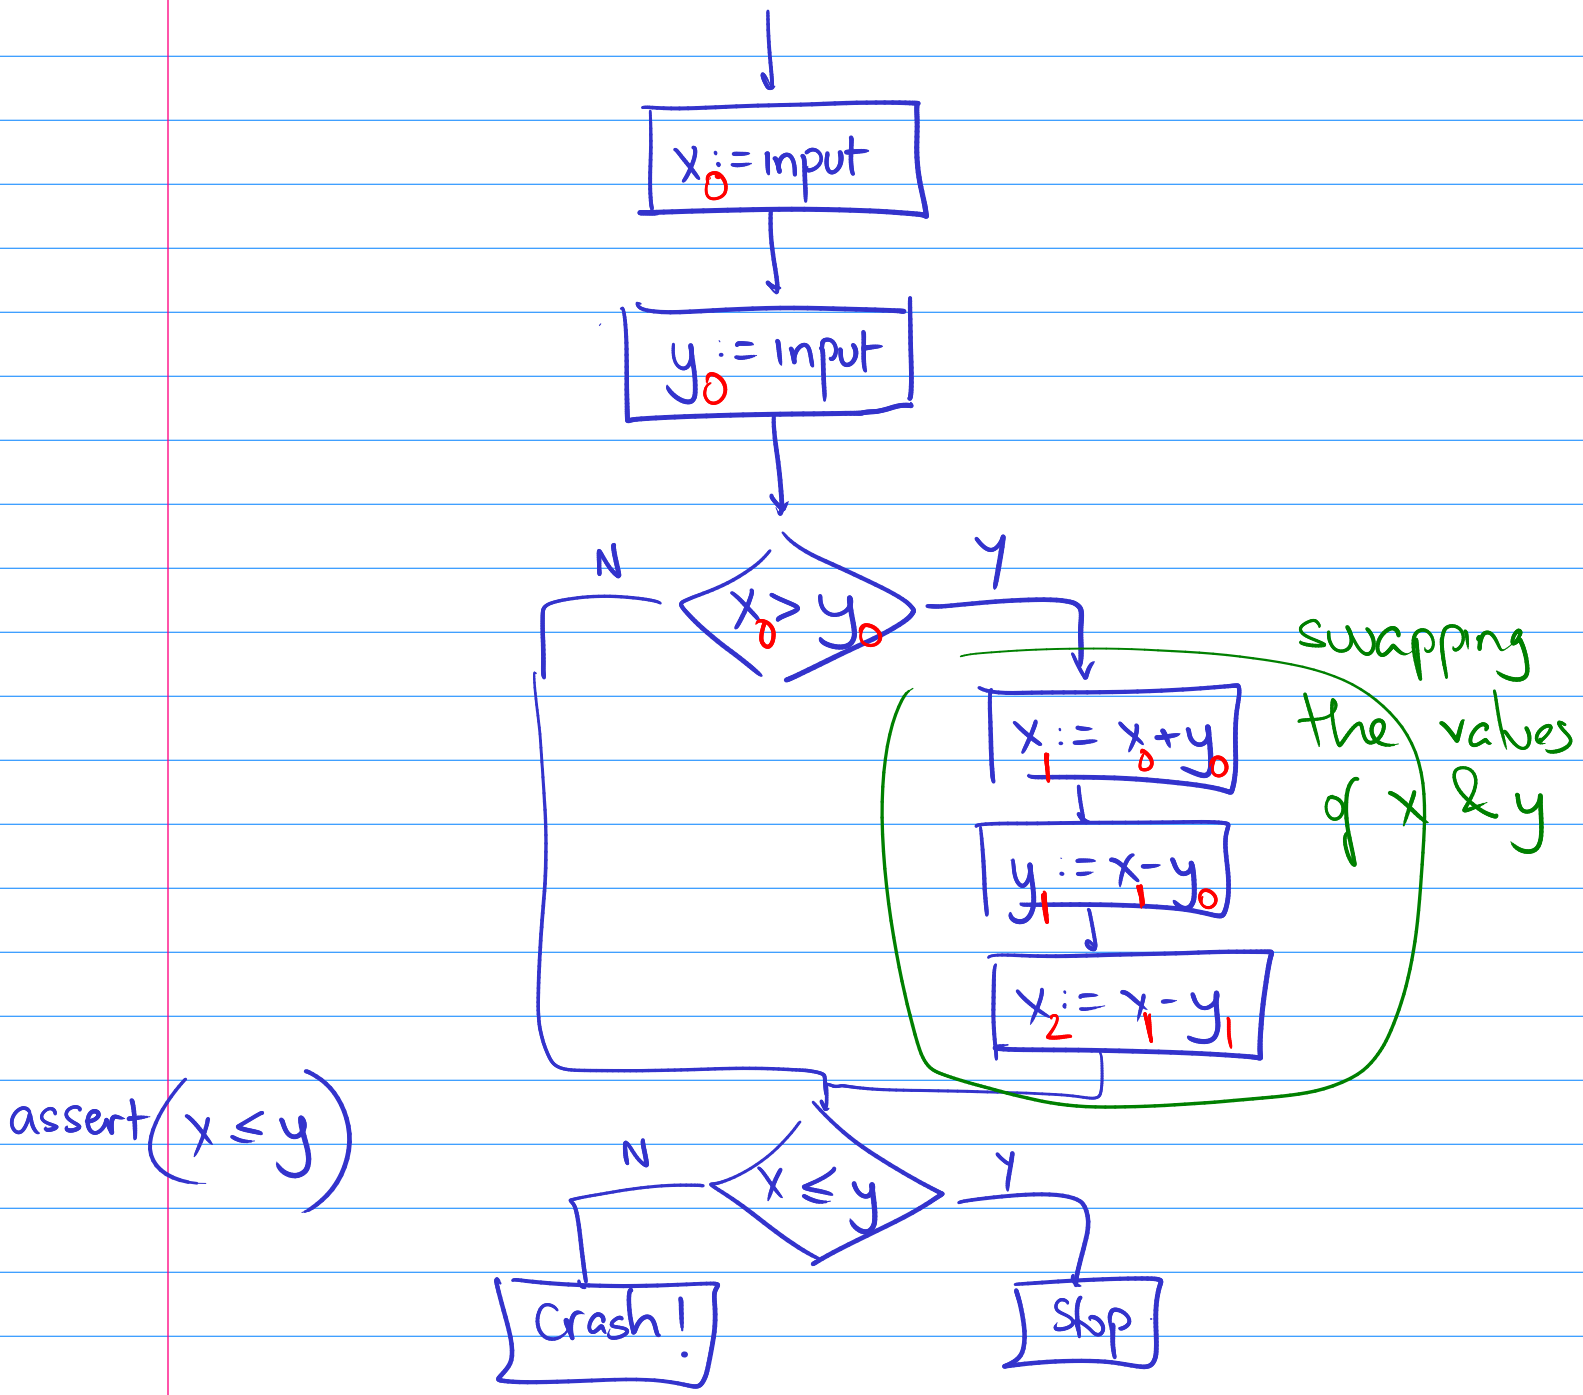 x₀ := input
y₀ := input
N
Y
x₀ > y₀
swapping
the values
of x & y
x₁ := x₀ + y₀
y₁ := x₁ - y₀
x₂ := x₁ - y₁
assert(x ≤ y)
N
Y
x ≤ y
Crash!
Stop